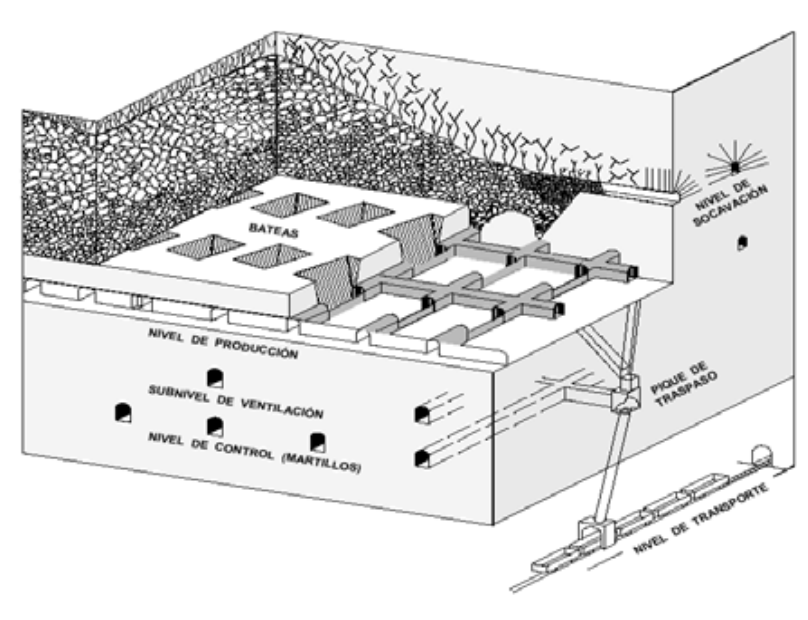 BATEAS
NIVEL DE
SOCAVACIÓN
NIVEL DE PRODUCCIÓN
SUBNIVEL DE VENTILACIÓN
NIVEL DE CONTROL (MARTILLOS)
PIQUE DE
TRASPASO
NIVEL DE TRANSPORTE